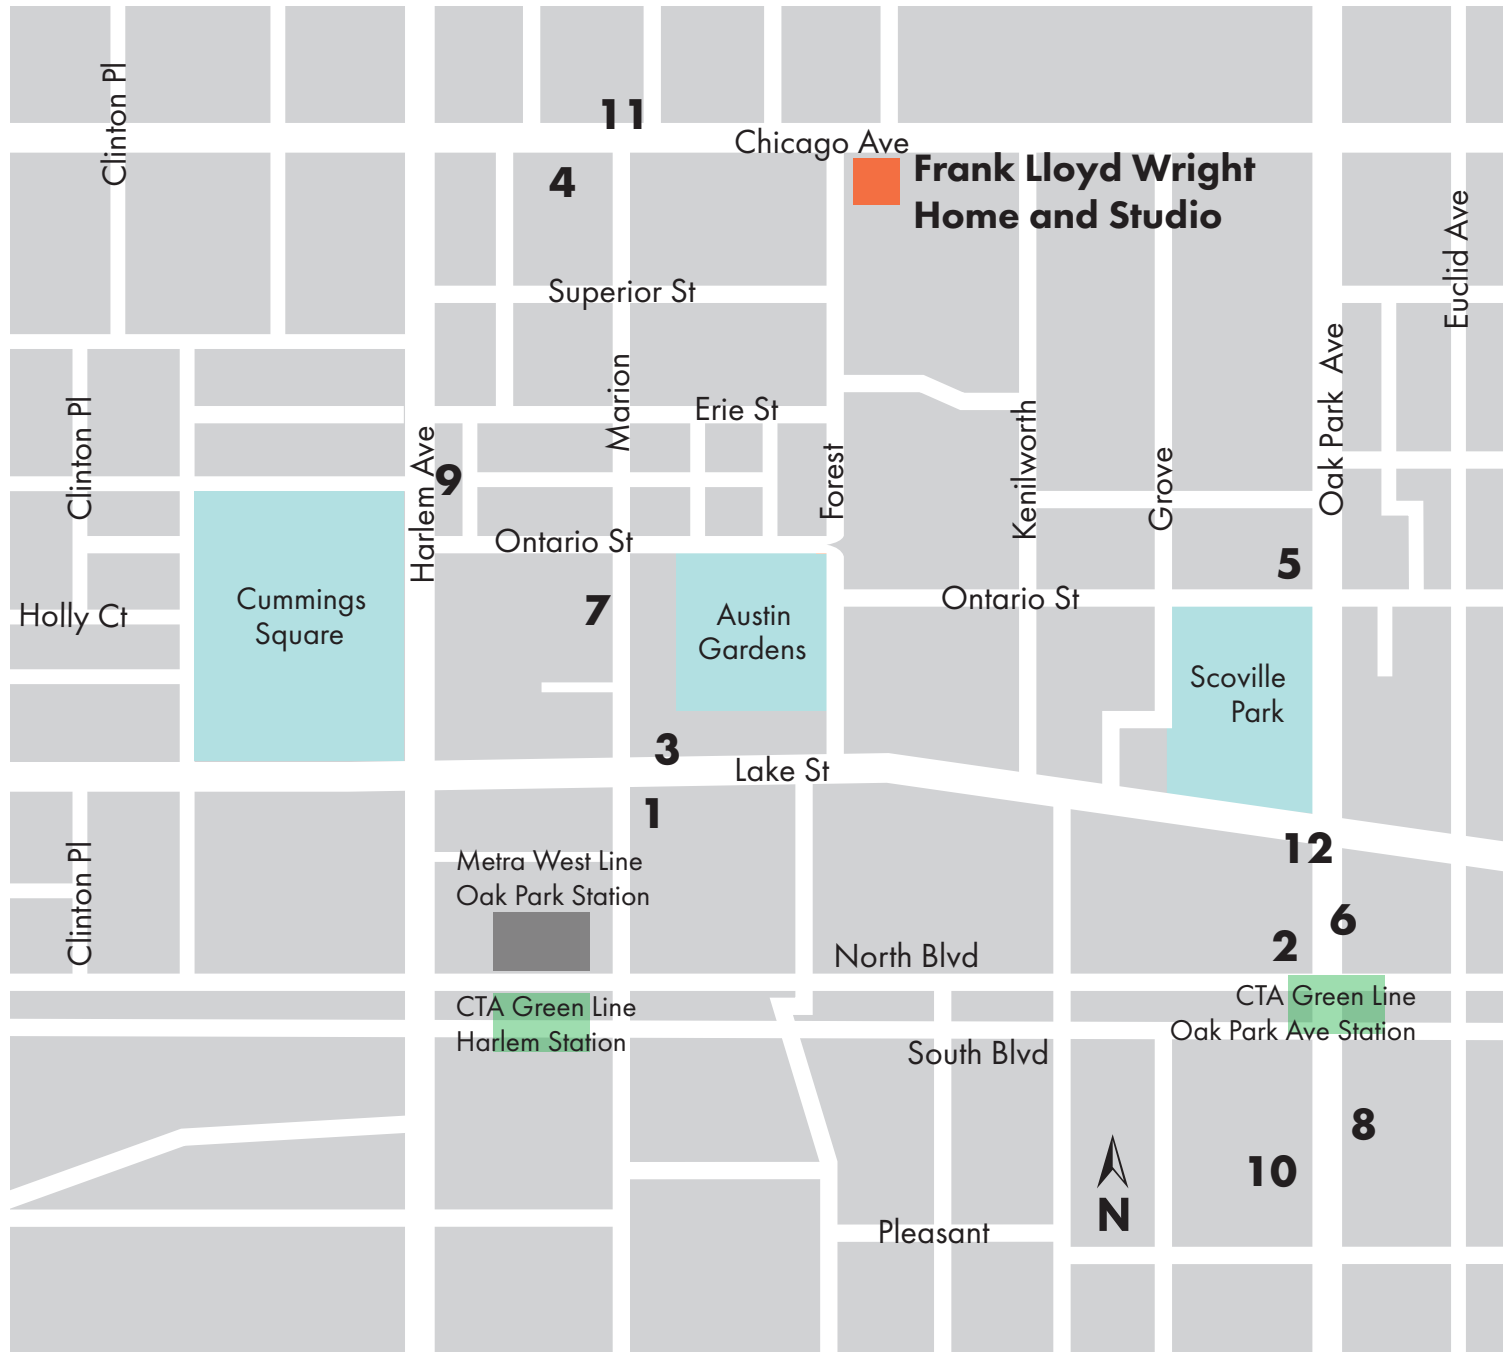 Clinton Pl
11
Chicago Ave
4
Frank Lloyd Wright
Home and Studio
Euclid Ave
Superior St
Oak Park Ave
Marion
Erie St
Clinton Pl
Harlem Ave
9
Forest
Kenilworth
Grove
Ontario St
5
Holly Ct
Cummings
Square
7
Austin
Gardens
Ontario St
Scoville
Park
3
Lake St
1
12
Metra West Line
Oak Park Station
Clinton Pl
6
2
North Blvd
CTA Green Line
Harlem Station
CTA Green Line
Oak Park Ave Station
South Blvd
8
10
N
Pleasant